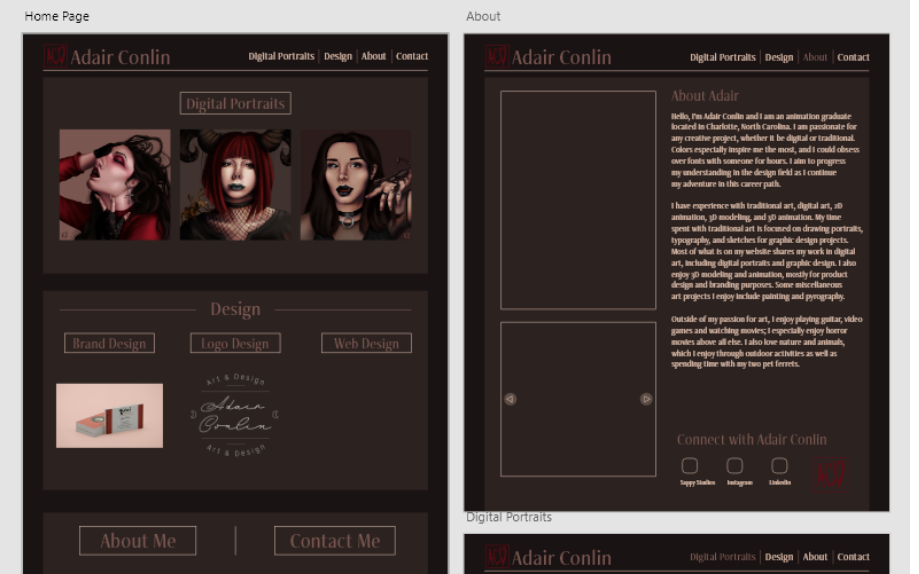 Home Page
Adair Conlin
Digital Portraits | Design | About | Contact
Digital Portraits
Design
Brand Design
Logo Design
Web Design
Art & Design
Adair
Conlin
Art & Design
About Me
Contact Me
About
Adair Conlin
Digital Portraits | Design | About | Contact
About Adair
Hello, I'm Adair Conlin and I am an animation graduate
located in Charlotte, North Carolina. I am passionate for
any creative project, whether it be digital or traditional.
Colors especially inspire me the most, and I could obsess
over fonts with someone for hours. I aim to progress
my understanding in the design field as I continue
my adventure in this career path.
I have experience with traditional art, digital art, 2D
animation, 3D modeling, and 3D animation. My time
spent with traditional art is focused on drawing portraits,
typography, and sketches for graphic design projects.
Most of what is on my website shares my work in digital
art, including digital portraits and graphic design. I also
enjoy 3D modeling and animation, mostly for product
design and branding purposes. Some miscellaneous
art projects I enjoy include painting and pyrography.
Outside of my passion for art, I enjoy playing guitar, video
games and watching movies; I especially enjoy horror
movies above all else. I also love nature and animals,
which I enjoy through outdoor activities as well as
spending time with my two pet ferrets.
Connect with Adair Conlin
Sappy Studios
Instagram
LinkedIn
Digital Portraits
Adair Conlin
Digital Portraits | Design | About | Contact